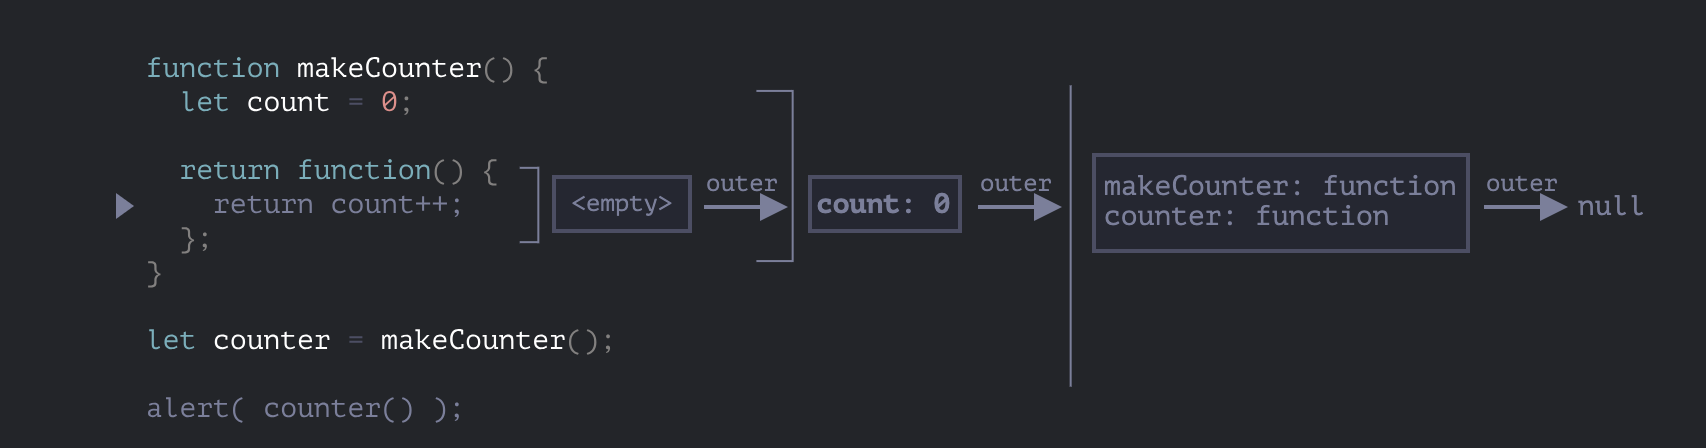 function makeCounter() {
let count = 0;
return function() {
return count++;
};
}
let counter = makeCounter();
alert( counter() );
<empty>
outer
count: 0
outer
makeCounter: function
counter: function
outer
null